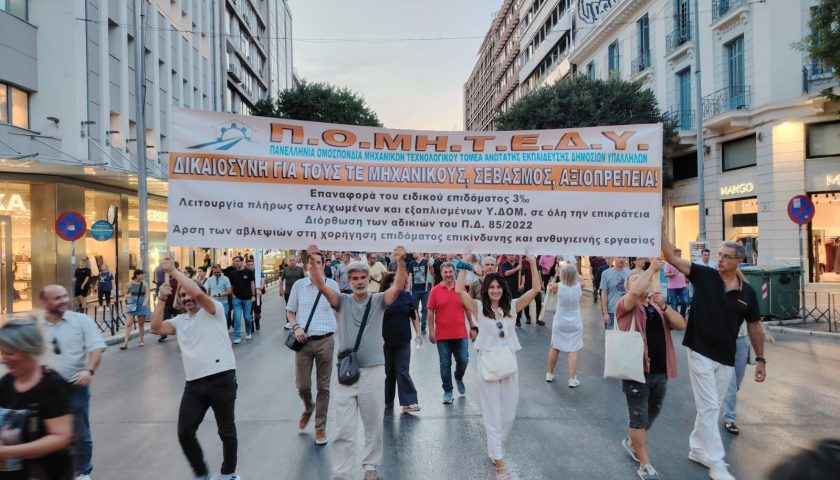 Π.Ο.ΜΗ.Τ.Ε.Δ.Υ.
ΠΑΝΕΛΛΗΝΙΑ ΟΜΟΣΠΟΝΔΙΑ ΜΗΧΑΝΙΚΩΝ ΤΕΧΝΟΛΟΓΙΚΟΥ ΤΟΜΕΑ ΑΝΩΤΑΤΗΣ ΕΚΠΑΙΔΕΥΣΗΣ ΔΗΜΟΣΙΩΝ ΥΠΑΛΛΗΛΩΝ
ΔΙΚΑΙΟΣΥΝΗ ΓΙΑ ΤΟΥΣ ΤΕ ΜΗΧΑΝΙΚΟΥΣ, ΣΕΒΑΣΜΟΣ, ΑΞΙΟΠΡΕΠΕΙΑ!
Επαναφορά του ειδικού επιδόματος 3‰
Λειτουργία πλήρως στελεχωμένων και εξοπλισμένων Υ.ΔΟΜ. σε όλη την επικράτεια
Διόρθωση των αδικιών του Π.Δ. 85/2022
Άρση των αβλεψιών στη χορήγηση επιδόματος επικίνδυνης και ανθυγιεινής εργασίας
MANGO
MANGO